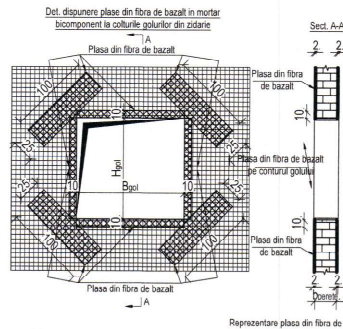 Det. dispunere plase din fibra de bazalt in mortar
bicomponent la colturile golurilor din zidarie
A
Plasa din fibra de bazalt
100
100
25
25
10
10
Hgol
Bgol
10
10
25
25
100
100
Plasa din fibra de bazalt
A
Sect. A-A
2 2
Plasa din fibra
de bazalt
10
Plasa din fibra de bazalt
pe conturul golului
10
Plasa din fibra
de bazalt
2 2
Reprezentare plasa din fibra de